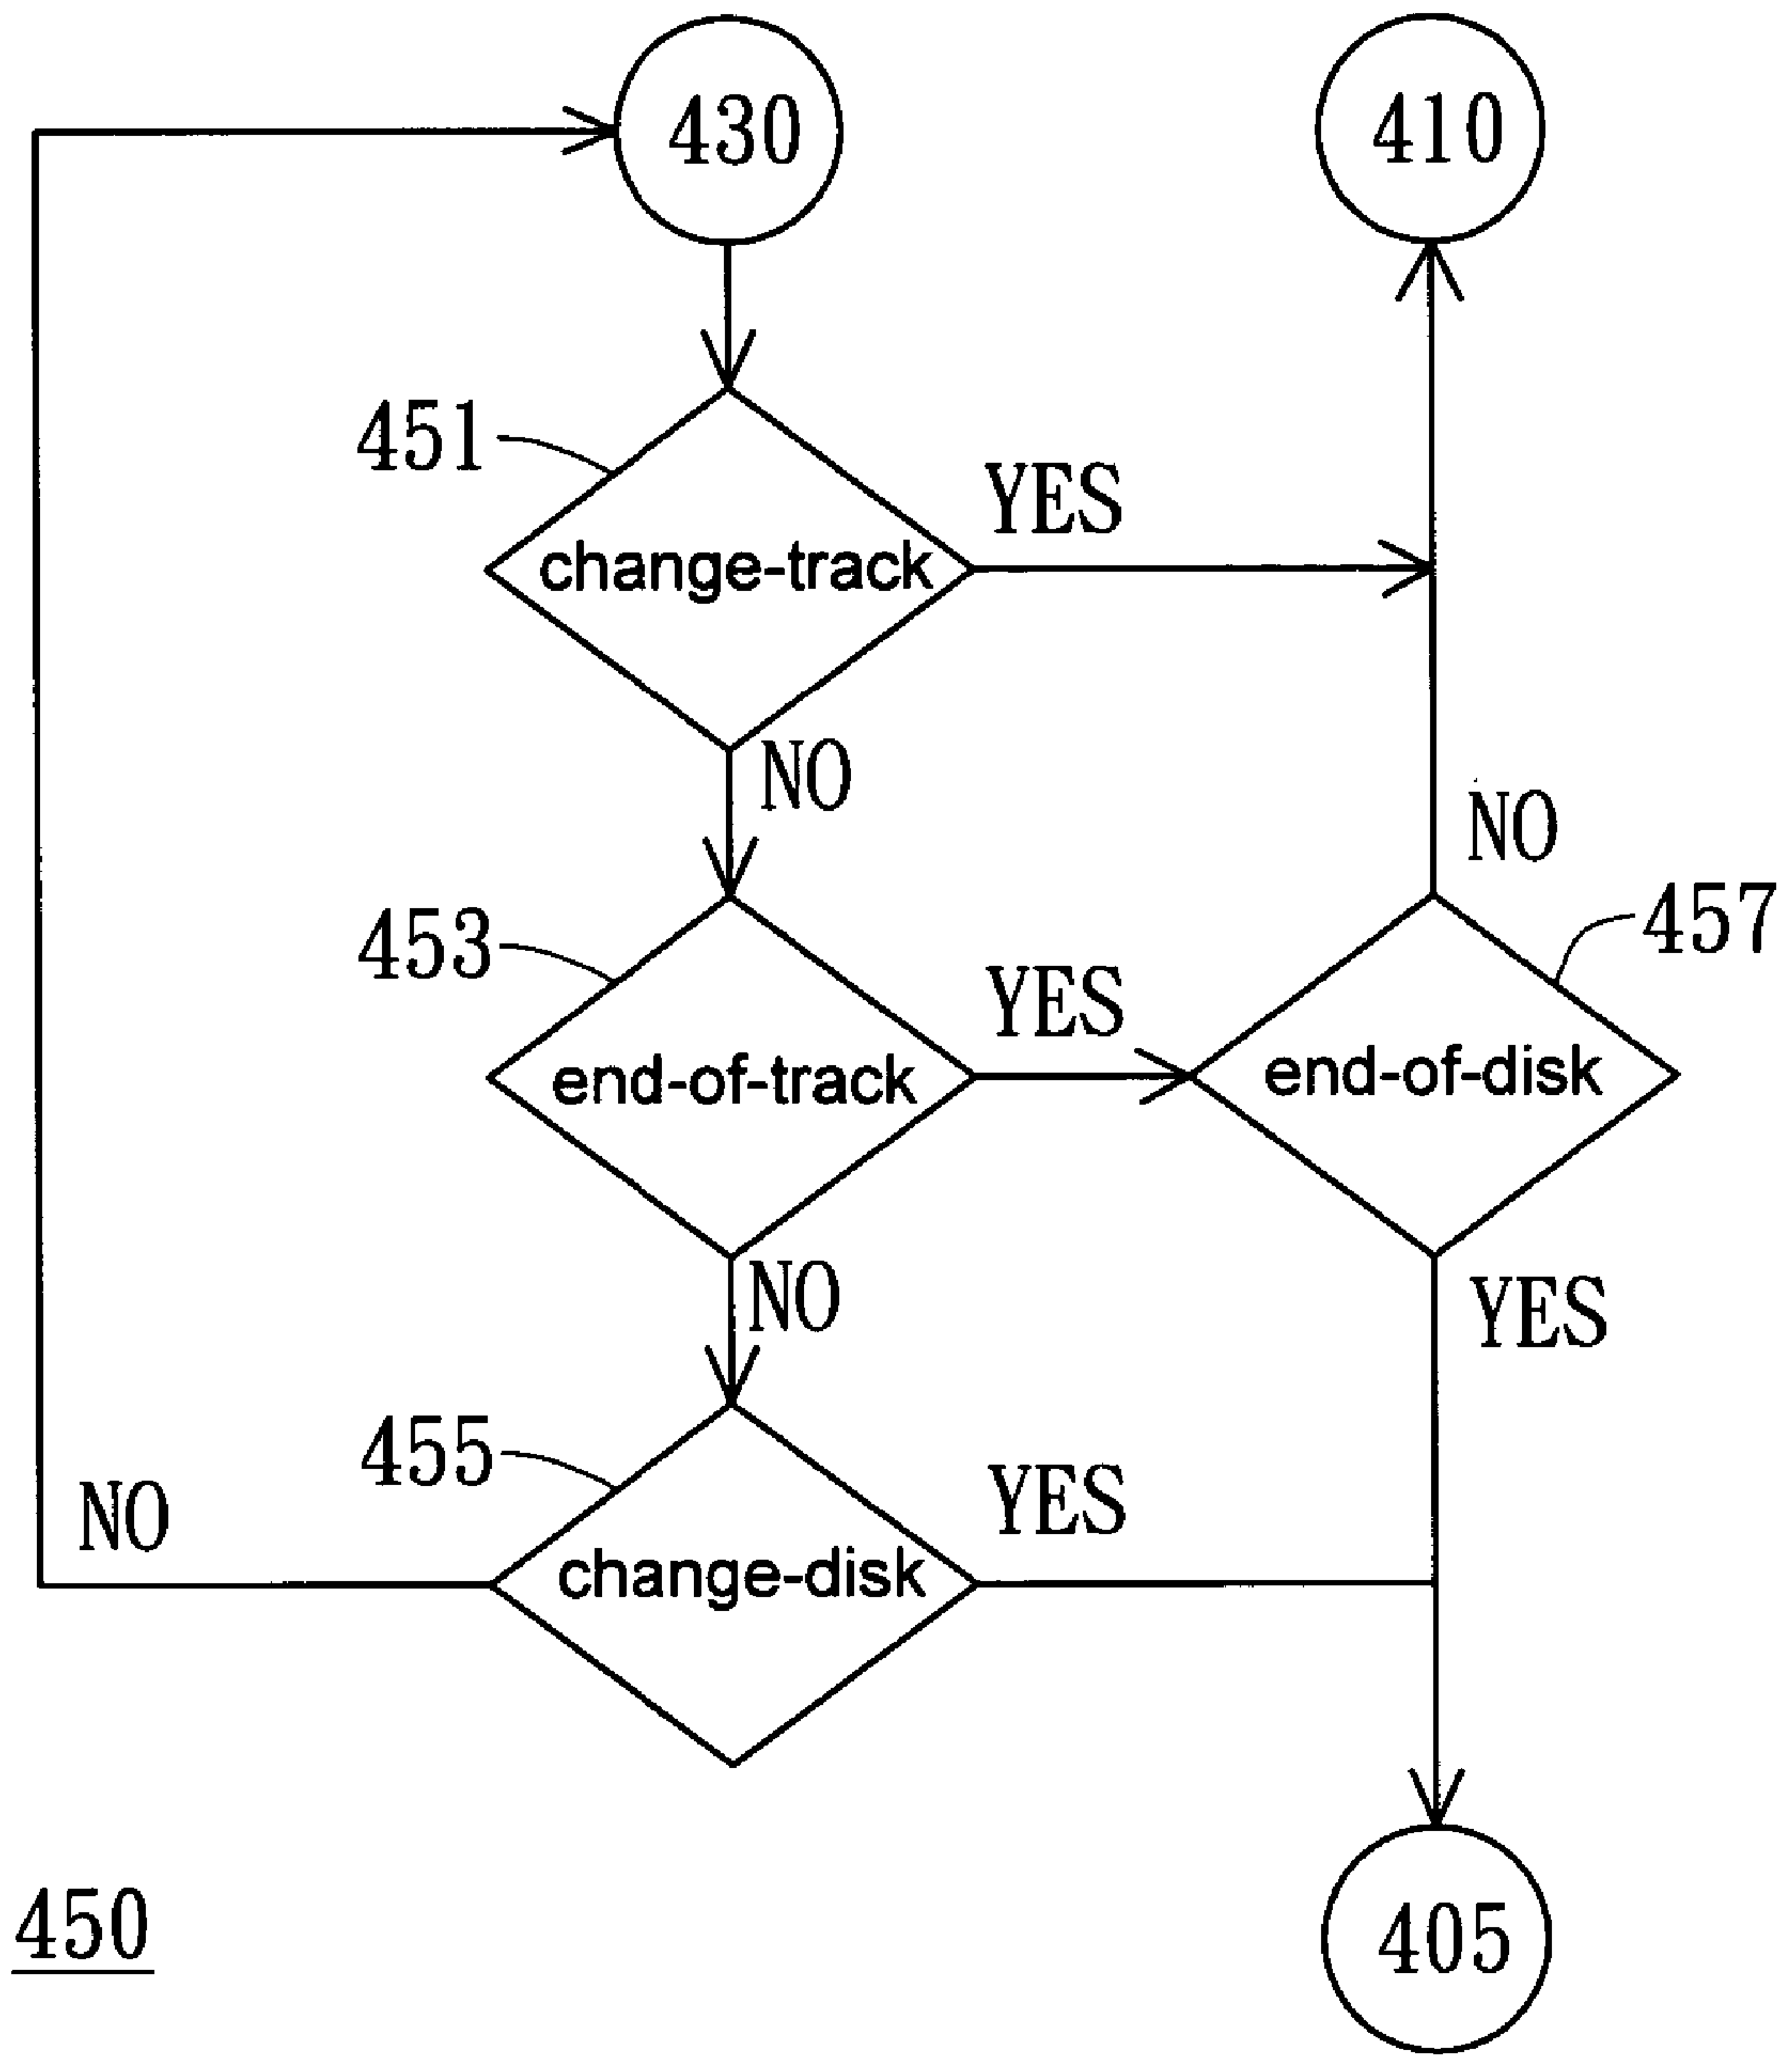 430
410
451
YES
change-track
NO
NO
453
457
YES
end-of-track
end-of-disk
NO
YES
455
YES
NO
change-disk
450
405